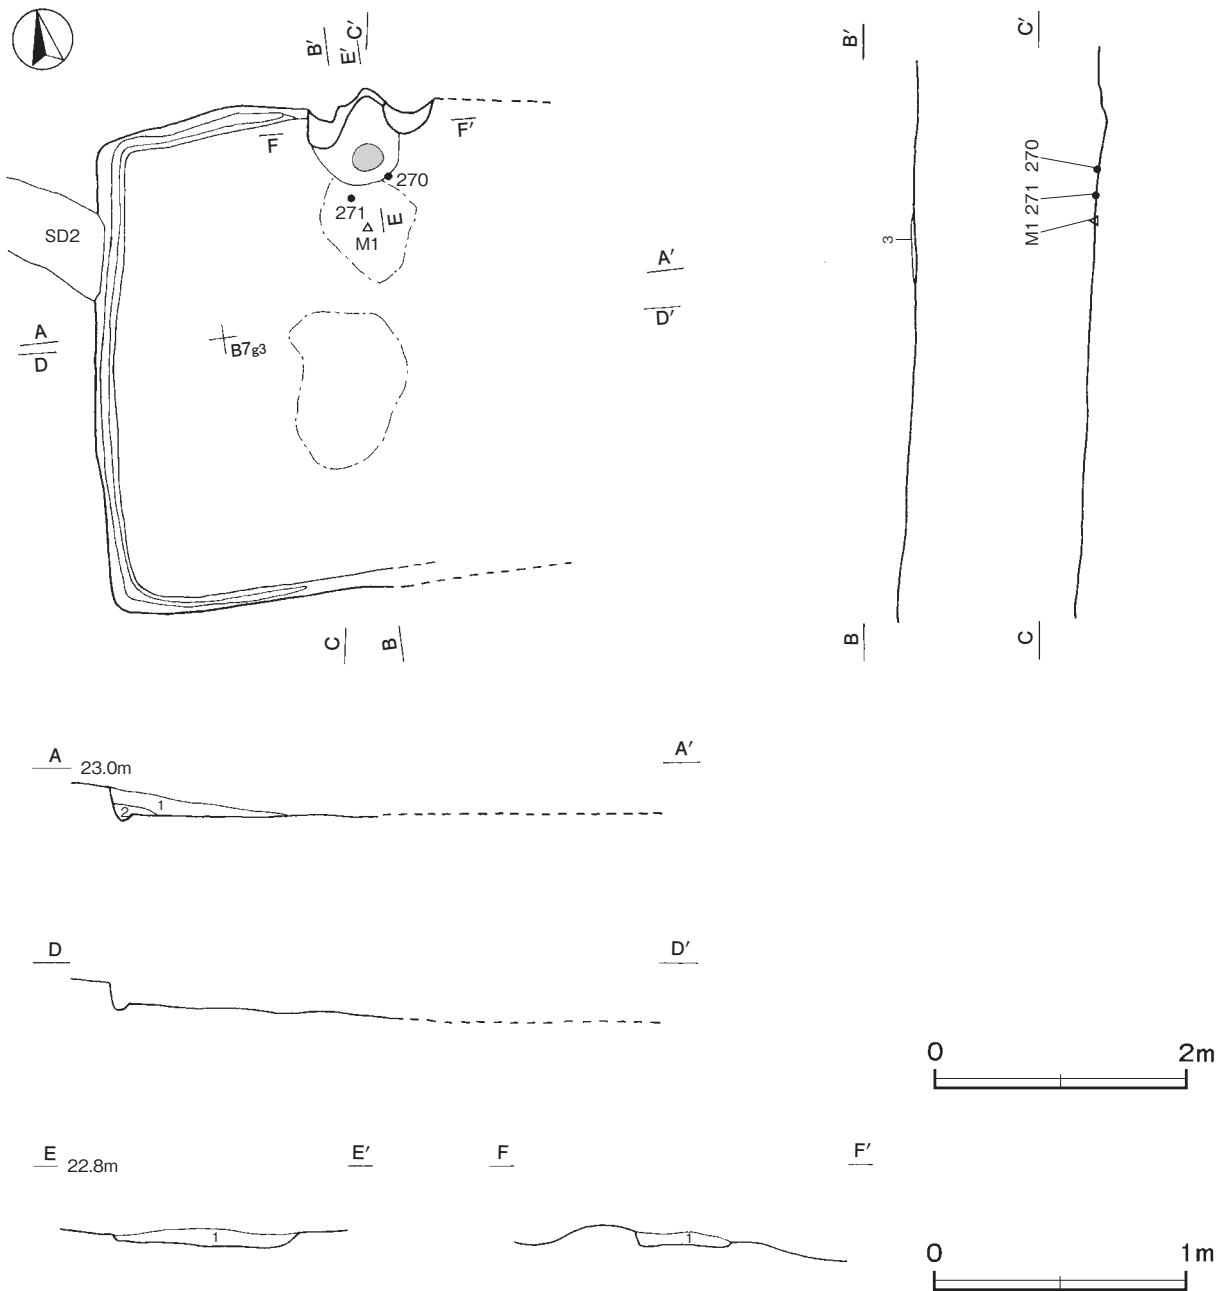 B′ E′ C′
B′
C′
F F′
270
271
E
M1
SD2
A′
D′
A
D
B7g3
C B
3
B
M1 271 270
C
A 23.0m A′
1
2
D D′
0 2m
E 22.8m E′ F F′
1 1
0 1m